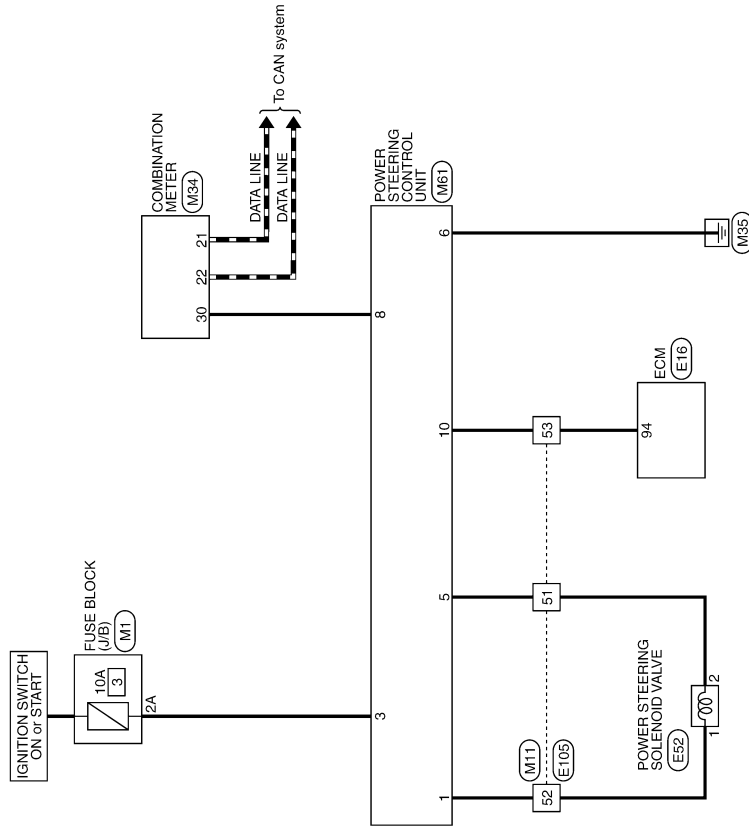 IGNITION SWITCH
ON or START
FUSE BLOCK
(J/B)
M1
10A
3
2A
COMBINATION
METER
M34
21
22
30
DATA LINE
DATA LINE
To CAN system
POWER
STEERING
CONTROL
UNIT
M61
3
8
1
5
10
6
M11
E105
52
51
53
POWER STEERING
SOLENOID VALVE
E52
1
2
ECM
E16
94
M35